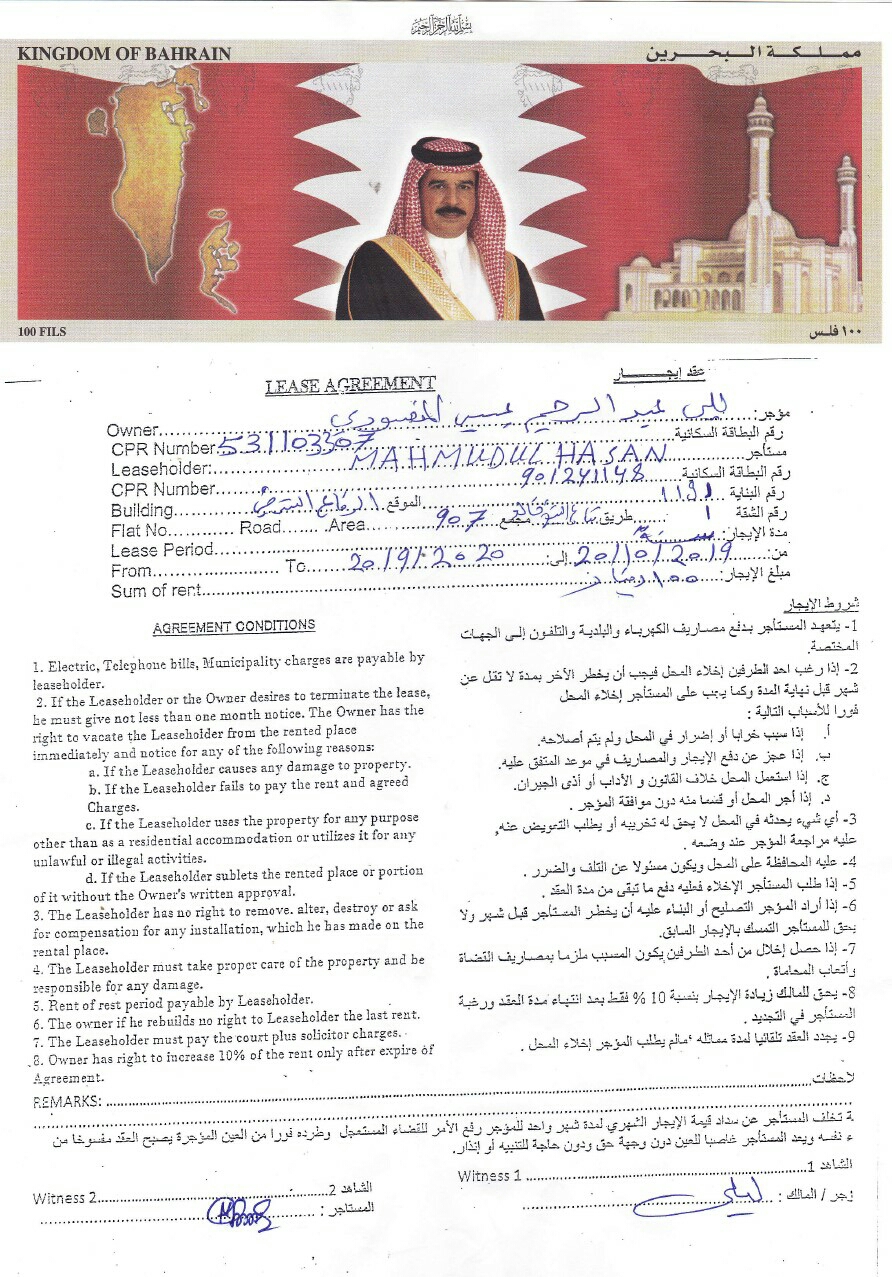 بسم الله الرحمن الرحيم
KINGDOM OF BAHRAIN
مملكة البحرين
100 FILS
١٠٠ فلس
LEASE AGREEMENT
عقد إيجار
Owner
مؤجر: عبد الرحيم عيسى
CPR Number 531103307 رقم البطاقة السكانية
Leaseholder: MAHMUDUL HASAN مستأجر
CPR Number 901241148 رقم البطاقة السكانية
Building الموقع الرفاع الشرقي رقم البناية 1191
Flat No. Road Area 907 مجمع طريق رقم الشقة 1
Lease Period مدة الإيجار: سنة
From To 20/9/2020 إلى: 20/10/2019 من:
Sum of rent ١٠٠ دينار مبلغ الإيجار:
AGREEMENT CONDITIONS
1. Electric, Telephone bills, Municipality charges are payable by
leaseholder.
2. If the Leaseholder or the Owner desires to terminate the lease,
he must give not less than one month notice. The Owner has the
right to vacate the Leaseholder from the rented place
immediately and notice for any of the following reasons:
a. If the Leaseholder causes any damage to property.
b. If the Leaseholder fails to pay the rent and agreed
Charges.
c. If the Leaseholder uses the property for any purpose
other than as a residential accommodation or utilizes it for any
unlawful or illegal activities.
d. If the Leaseholder sublets the rented place or portion
of it without the Owner's written approval.
3. The Leaseholder has no right to remove. alter, destroy or ask
for compensation for any installation, which he has made on the
rental place.
4. The Leaseholder must take proper care of the property and be
responsible for any damage.
5. Rent of rest period payable by Leaseholder.
6. The owner if he rebuilds no right to Leaseholder the last rent.
7. The Leaseholder must pay the court plus solicitor charges.
8. Owner has right to increase 10% of the rent only after expire of
Agreement.
شروط الإيجار
1- يتعهد المستأجر بدفع مصاريف الكهرباء والبلدية والتلفون إلى الجهات
المختصة.
2- إذا رغب احد الطرفين إخلاء المحل فيجب أن يخطر الآخر بمدة لا تقل عن
شهر قبل نهاية المدة وكما يجب على المستأجر إخلاء المحل
فورا للأسباب التالية :
أ. إذا سبب خرابا أو إضرار في المحل ولم يتم أصلاحه.
ب. إذا عجز عن دفع الإيجار والمصاريف في موعد المتفق عليه.
ج. إذا استعمل المحل خلاف القانون و الآداب أو أذى الجيران.
د. إذا أجر المحل أو قسما منه دون موافقة المؤجر .
3- أي شيء يحدثه في المحل لا يحق له تخريبه أو يطلب التعويض عنه,
عليه مراجعة المؤجر عند وضعه .
4- عليه المحافظة على المحل ويكون مسئولا عن التلف والضرر .
5- إذا طلب المستأجر الإخلاء فعليه دفع ما تبقى من مدة العقد .
6- إذا أراد المؤجر التصليح أو البناء عليه أن يخطر المستأجر قبل شهر ولا
يحق للمستأجر التمسك بالإيجار السابق.
7- إذا حصل إخلال من أحد الطرفين يكون المسبب ملزما بمصاريف القضاة
وأتعاب المحاماة .
8- يحق للمالك زيادة الإيجار بنسبة 10 % فقط بعد انتهاء مدة العقد ورغبة
المستأجر في التجديد .
9- يجدد العقد تلقائيا لمدة مماثله ‘مالم يطلب المؤجر إخلاء المحل .
REMARKS:
لاحظات
ة تخلف المستأجر عن سداد قيمة الإيجار الشهري لمدة شهر واحد للمؤجر رفع الأمر للقضاء المستعجل وطرده فورا من العين المؤجرة يصبح العقد مفسوخا من
ء نفسه ويعد المستأجر غاصبا للعين دون وجهة حق ودون حاجة للتنبيه أو إنذار.
Witness 1 الشاهد 1
Witness 2 الشاهد 2
وجر / المالك : ليلى
المستأجر :